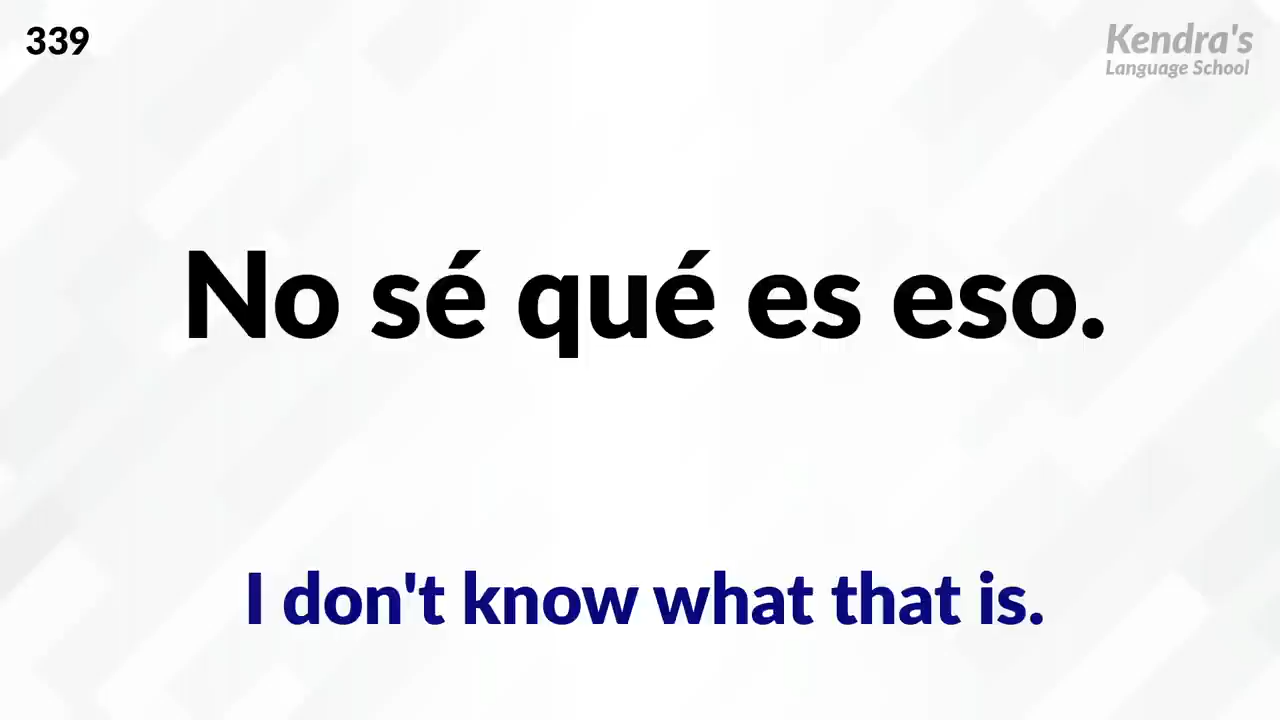 339
Kendra's
Language School
No sé qué es eso.
I don't know what that is.